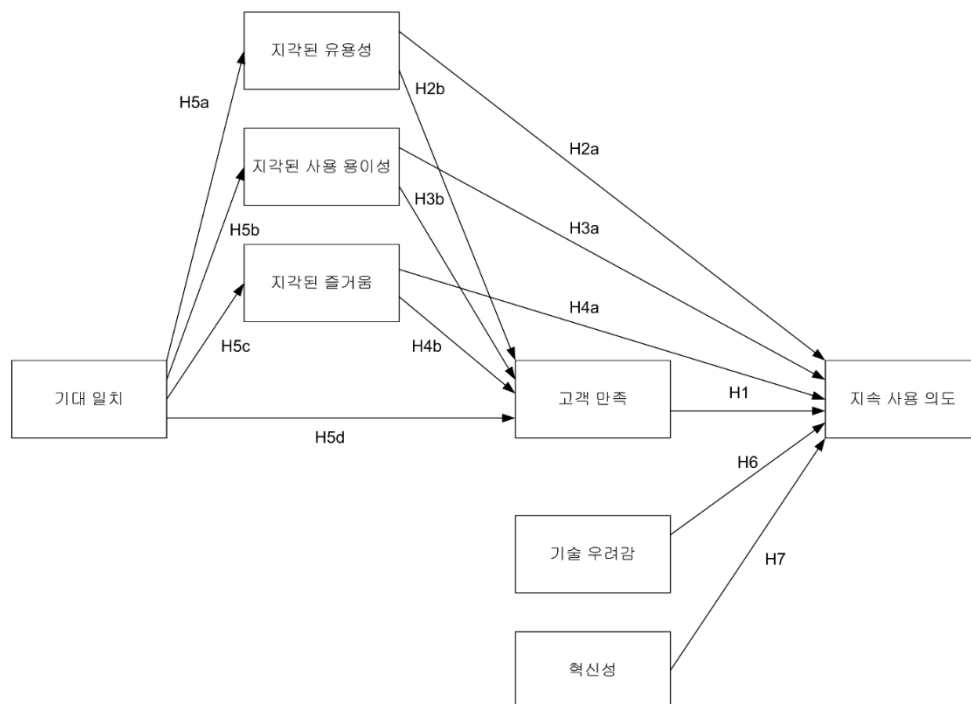 지각된 유용성
H2b
H5a
H2a
지각된 사용 용이성
H3b
H3a
H5b
지각된 즐거움
H4a
H4b
H5c
기대 일치
고객 만족
H1
지속 사용 의도
H5d
H6
기술 우려감
H7
혁신성